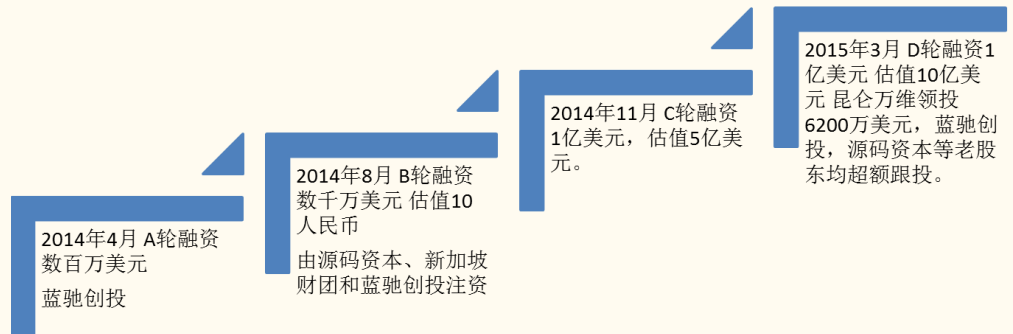 2014年4月 A轮融资
数百万美元
蓝驰创投
2014年8月 B轮融资
数千万美元 估值10
人民币
由源码资本、新加坡
财团和蓝驰创投注资
2014年11月 C轮融资
1亿美元，估值5亿美
元。
2015年3月 D轮融资1
亿美元 估值10亿美
元 昆仑万维领投
6200万美元，蓝驰创
投，源码资本等老股
东均超额跟投。